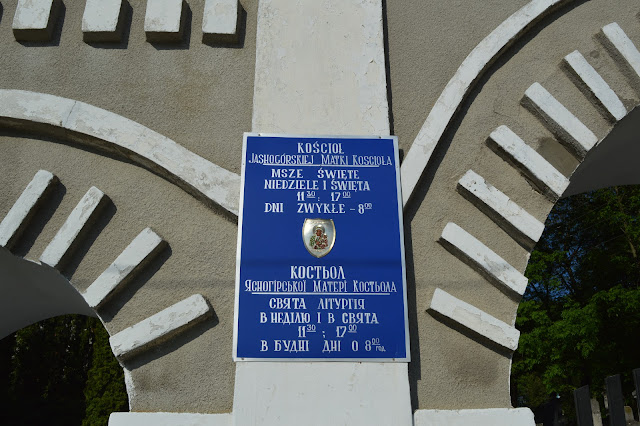 KOŚCIÓŁ
JASNOGÓRSKIEJ MATKI KOŚCIOŁA
MSZE ŚWIĘTE
NIEDZIELE I ŚWIĘTA
11³⁰ ; 17⁰⁰
DNI ZWYKŁE - 8⁰⁰
КОСТЬОЛ
ЯСНОГІРСЬКОЇ МАТЕРІ КОСТЬОЛА
СВЯТА ЛІТУРГІЯ
В НЕДІЛЮ І В СВЯТА
11³⁰ ; 17⁰⁰
В БУДНІ ДНІ О 8⁰⁰ год.